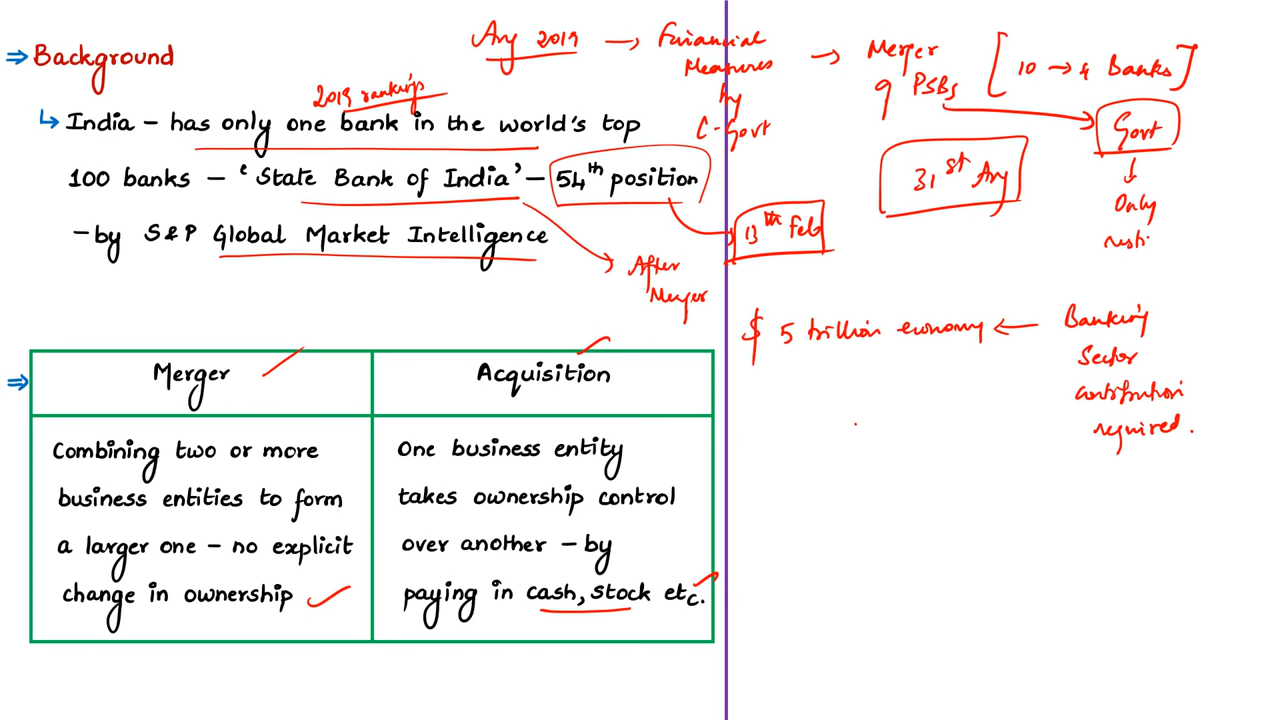 ⇒ Background
↳ India – has only one bank in the world's top
100 banks – ‘State Bank of India’ – 54th position
– by S&P Global Market Intelligence
2019 rankings
After
Merger
13th Feb
Aug 2019 → Financial
Measures
by
C-Govt
→ Merger
9 PSBs
[10 → 4 Banks]
Govt
↓
Only
31st Aug
$ 5 trillion economy ← Banking
Sector
contribution
required.
⇒ Merger
Combining two or more
business entities to form
a larger one – no explicit
change in ownership
Acquisition
One business entity
takes ownership control
over another – by
paying in cash, stock etc.